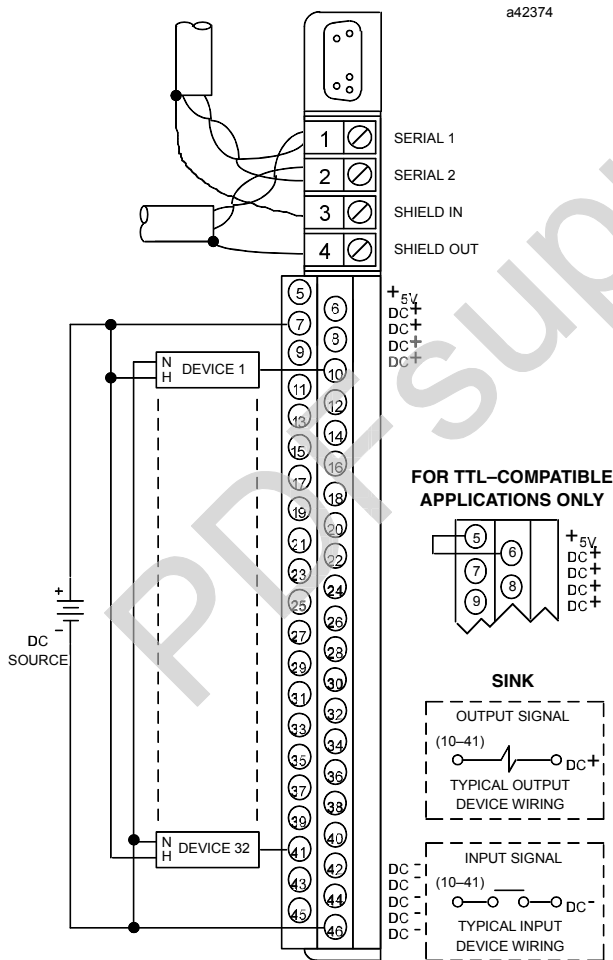 a42374
1 SERIAL 1
2 SERIAL 2
3 SHIELD IN
4 SHIELD OUT
5
6
7
8
9
10
11
12
13
14
15
16
17
18
19
20
21
22
23
24
25
26
27
28
29
30
31
32
33
34
35
36
37
38
39
40
41
42
43
44
45
46
+5V
DC+
DC+
DC+
DC+
N
H
DEVICE 1
N
H
DEVICE 32
+
-
DC
SOURCE
FOR TTL–COMPATIBLE
APPLICATIONS ONLY
5
6
7
8
9
+5V
DC+
DC+
DC+
DC+
SINK
OUTPUT SIGNAL
(10–41)
DC+
TYPICAL OUTPUT
DEVICE WIRING
DC-
DC-
DC-
DC-
DC-
INPUT SIGNAL
(10–41)
DC-
TYPICAL INPUT
DEVICE WIRING